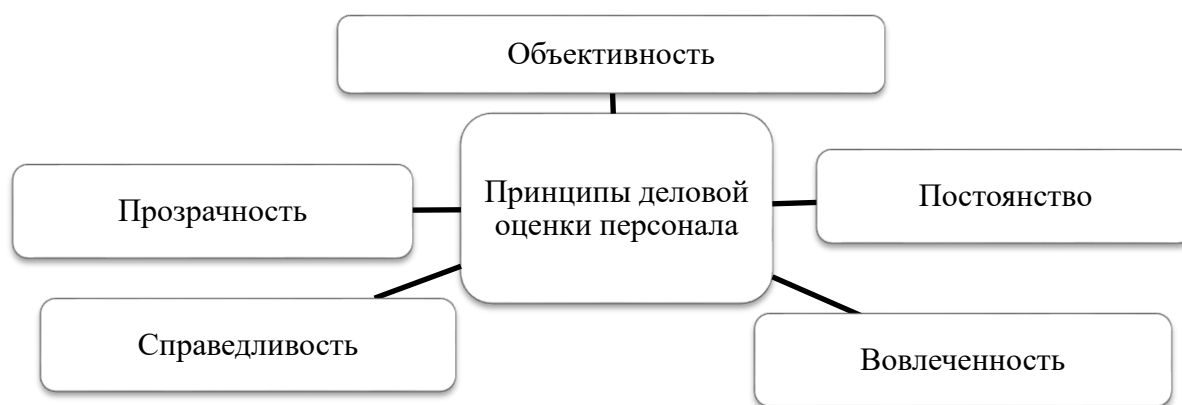 Объективность
Прозрачность
Принципы деловой
оценки персонала
Постоянство
Справедливость
Вовлеченность